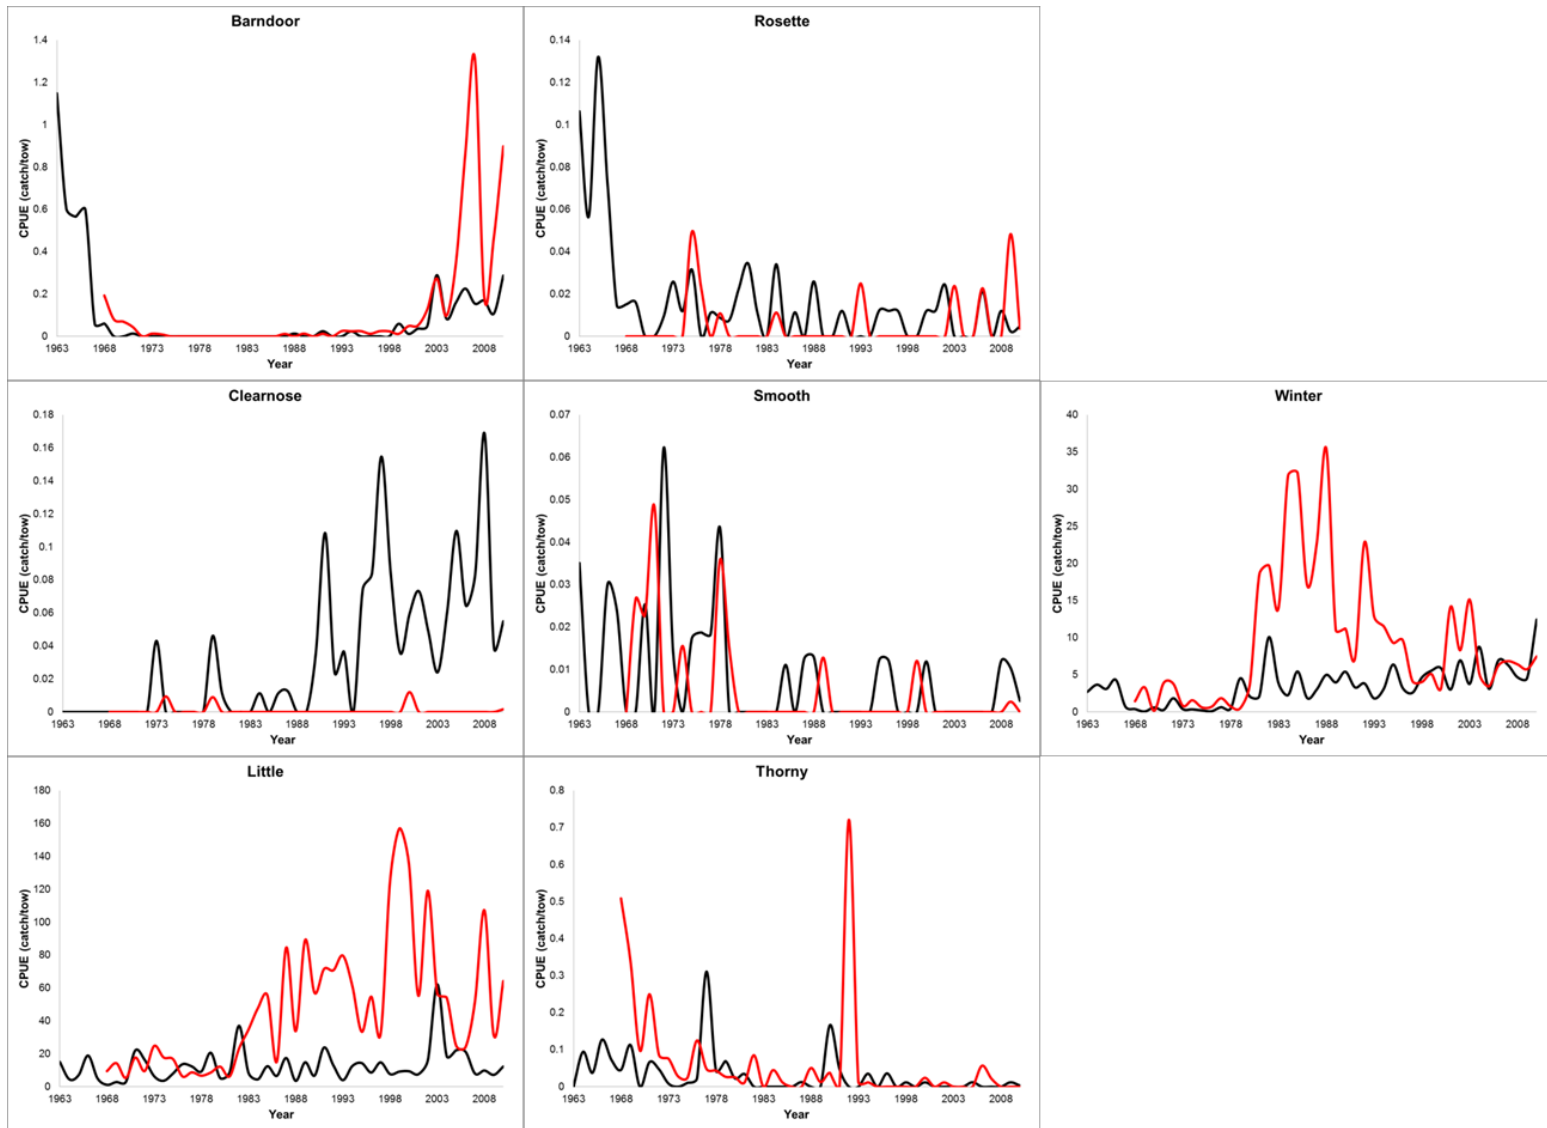 Barndoor
1.4
1.2
1
0.8
0.6
0.4
0.2
0
CPUE (catch/tow)
1963 1968 1973 1978 1983 1988 1993 1998 2003 2008
Year
Rosette
0.14
0.12
0.1
0.08
0.06
0.04
0.02
0
CPUE (catch/tow)
1963 1968 1973 1978 1983 1988 1993 1998 2003 2008
Year
Clearnose
0.18
0.16
0.14
0.12
0.1
0.08
0.06
0.04
0.02
0
CPUE (catch/tow)
1963 1968 1973 1978 1983 1988 1993 1998 2003 2008
Year
Smooth
0.07
0.06
0.05
0.04
0.03
0.02
0.01
0
CPUE (catch/tow)
1963 1968 1973 1978 1983 1988 1993 1998 2003 2008
Year
Winter
40
35
30
25
20
15
10
5
0
CPUE (catch/tow)
1963 1968 1973 1978 1983 1988 1993 1998 2003 2008
Year
Little
180
160
140
120
100
80
60
40
20
0
CPUE (catch/tow)
1963 1968 1973 1978 1983 1988 1993 1998 2003 2008
Year
Thorny
0.8
0.7
0.6
0.5
0.4
0.3
0.2
0.1
0
CPUE (catch/tow)
1963 1968 1973 1978 1983 1988 1993 1998 2003 2008
Year